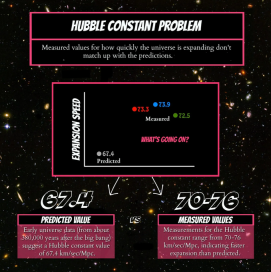 HUBBLE CONSTANT PROBLEM
Measured values for how quickly the universe is expanding don't
match up with the predictions.
EXPANSION SPEED
73.3
73.9
72.5
Measured
WHAT'S GOING ON?
67.4
Predicted
67.4
PREDICTED VALUE
Early universe data (from about
380,000 years after the big bang)
suggest a Hubble constant value
of 67.4 km/sec/Mpc.
VS
70-76
MEASURED VALUES
Measurements for the Hubble
constant range from 70-76
km/sec/Mpc, indicating faster
expansion than predicted.